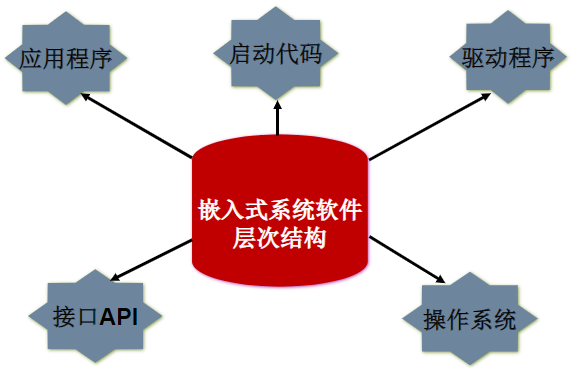 应用程序
启动代码
驱动程序
嵌入式系统软件
层次结构
接口API
操作系统